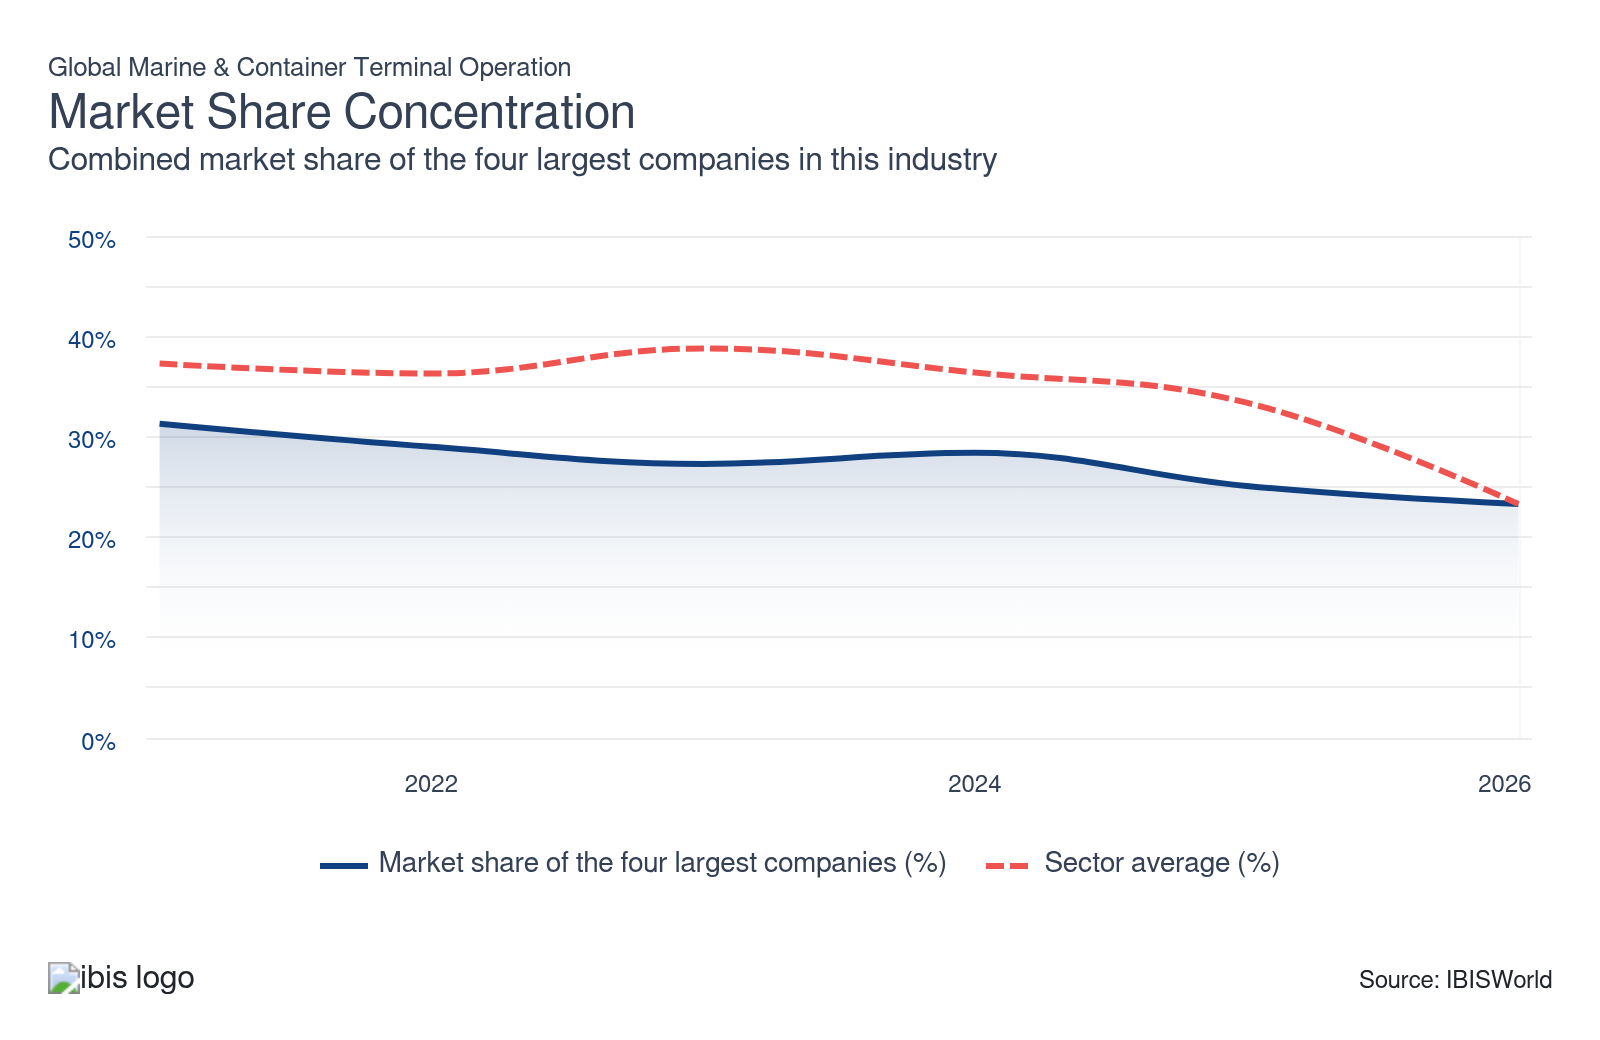 Global Marine & Container Terminal Operation
Market Share Concentration
Combined market share of the four largest companies in this industry
50%
40%
30%
20%
10%
0%
2022 2024 2026
Market share of the four largest companies (%) Sector average (%)
ibis logo Source: IBISWorld